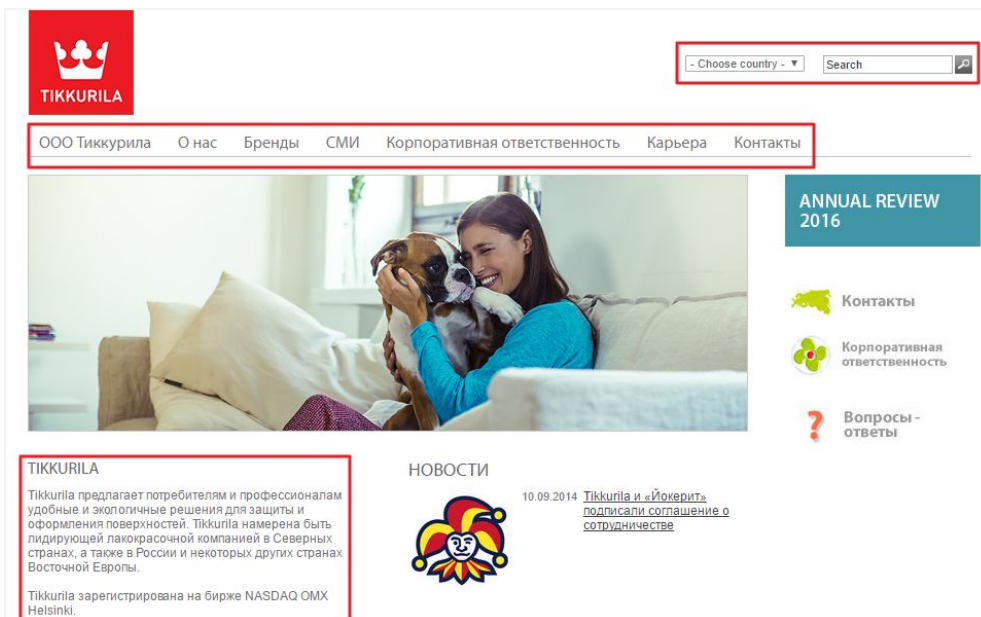 TIKKURILA
- Choose country -
Search
ООО Тиккурила О нас Бренды СМИ Корпоративная ответственность Карьера Контакты
ANNUAL REVIEW
2016
Контакты
Корпоративная
ответственность
Вопросы -
ответы
TIKKURILA
Tikkurila предлагает потребителям и профессионалам
удобные и экологичные решения для защиты и
оформления поверхностей. Tikkurila намерена быть
лидирующей лакокрасочной компанией в Северных
странах, а также в России и некоторых других странах
Восточной Европы.
Tikkurila зарегистрирована на бирже NASDAQ OMX
Helsinki.
НОВОСТИ
10.09.2014 Tikkurila и «Йокерит»
подписали соглашение о
сотрудничестве